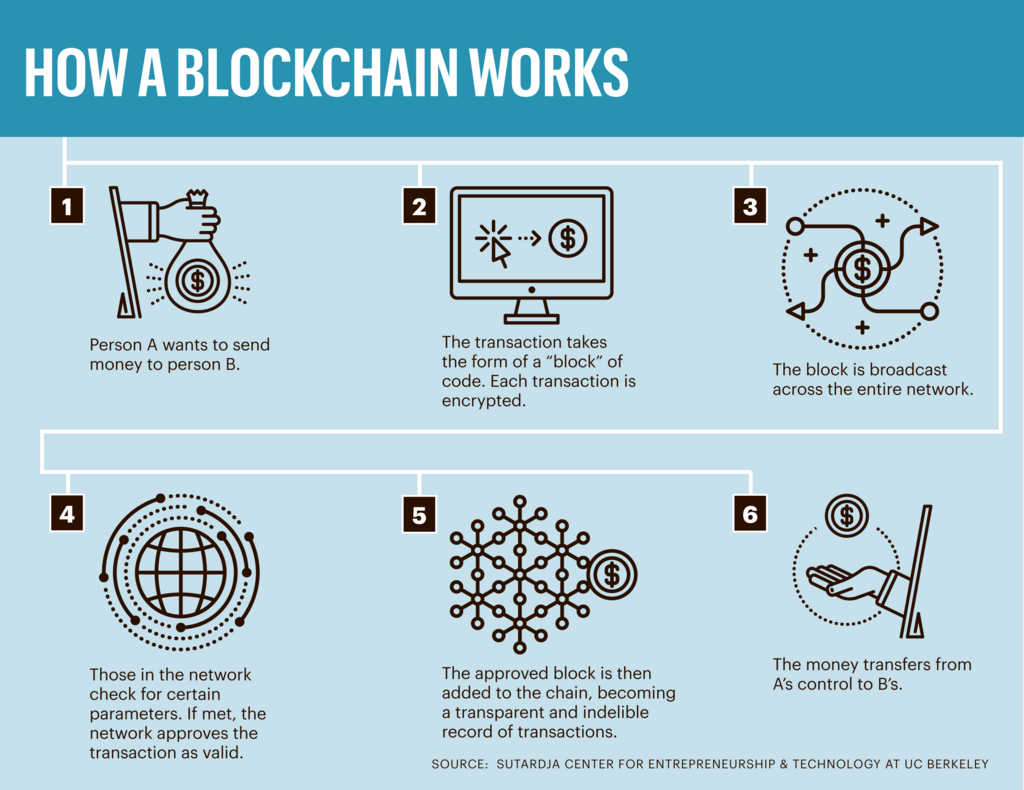 HOW A BLOCKCHAIN WORKS
1
$
Person A wants to send
money to person B.
2
$
The transaction takes
the form of a “block” of
code. Each transaction is
encrypted.
3
$
The block is broadcast
across the entire network.
4
Those in the network
check for certain
parameters. If met, the
network approves the
transaction as valid.
5
$
The approved block is then
added to the chain, becoming
a transparent and indelible
record of transactions.
6
$
The money transfers from
A’s control to B’s.
SOURCE: SUTARDJA CENTER FOR ENTREPRENEURSHIP & TECHNOLOGY AT UC BERKELEY